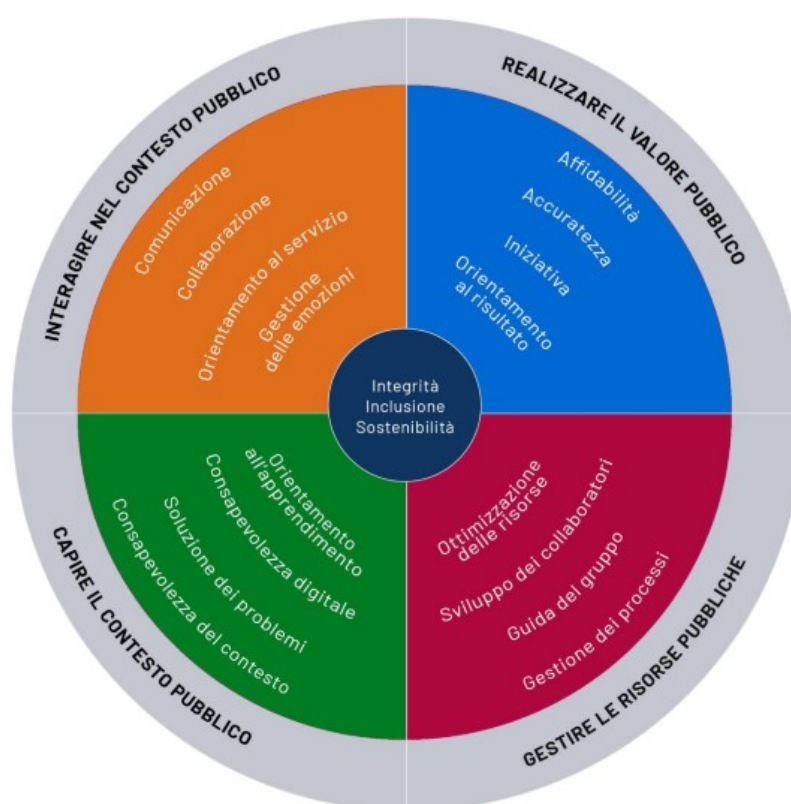 INTERAGIRE NEL CONTESTO PUBBLICO
Comunicazione
Collaborazione
Orientamento al servizio
Gestione
delle emozioni
REALIZZARE IL VALORE PUBBLICO
Affidabilità
Accuratezza
Iniziativa
Orientamento
al risultato
Integrità
Inclusione
Sostenibilità
CAPIRE IL CONTESTO PUBBLICO
Orientamento
all'apprendimento
Consapevolezza digitale
Soluzione dei problemi
Consapevolezza del contesto
GESTIRE LE RISORSE PUBBLICHE
Ottimizzazione
delle risorse
Sviluppo dei collaboratori
Guida del gruppo
Gestione dei processi